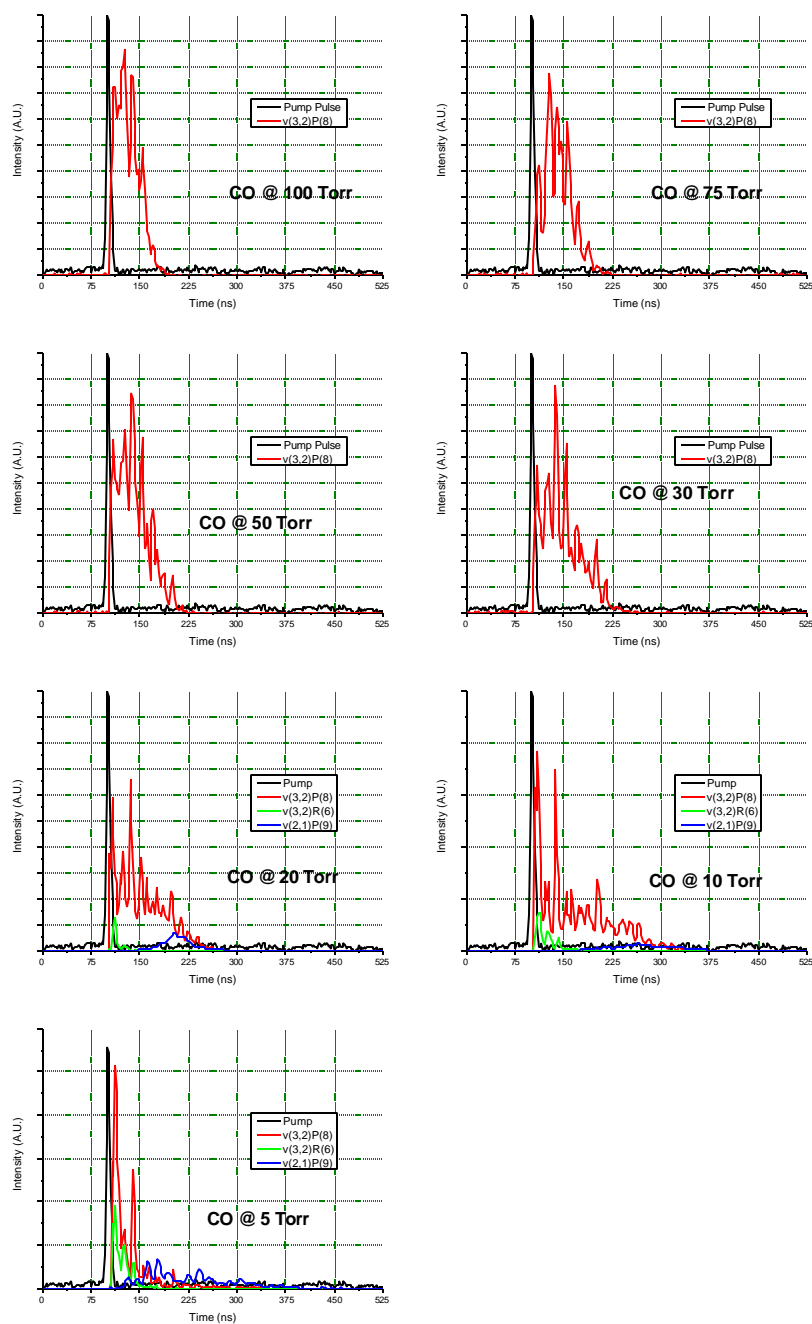 Intensity (A.U.)
Pump Pulse
v(3,2)P(8)
CO @ 100 Torr
0 75 150 225 300 375 450 525
Time (ns)
Intensity (A.U.)
Pump Pulse
v(3,2)P(8)
CO @ 75 Torr
0 75 150 225 300 375 450 525
Time (ns)
Intensity (A.U.)
Pump Pulse
v(3,2)P(8)
CO @ 50 Torr
0 75 150 225 300 375 450 525
Time (ns)
Intensity (A.U.)
Pump Pulse
v(3,2)P(8)
CO @ 30 Torr
0 75 150 225 300 375 450 525
Time (ns)
Intensity (A.U.)
Pump
v(3,2)P(8)
v(3,2)R(6)
v(2,1)P(9)
CO @ 20 Torr
0 75 150 225 300 375 450 525
Time (ns)
Intensity (A.U.)
Pump
v(3,2)P(8)
v(3,2)R(6)
v(2,1)P(9)
CO @ 10 Torr
0 75 150 225 300 375 450 525
Time (ns)
Intensity (A.U.)
Pump
v(3,2)P(8)
v(3,2)R(6)
v(2,1)P(9)
CO @ 5 Torr
0 75 150 225 300 375 450 525
Time (ns)